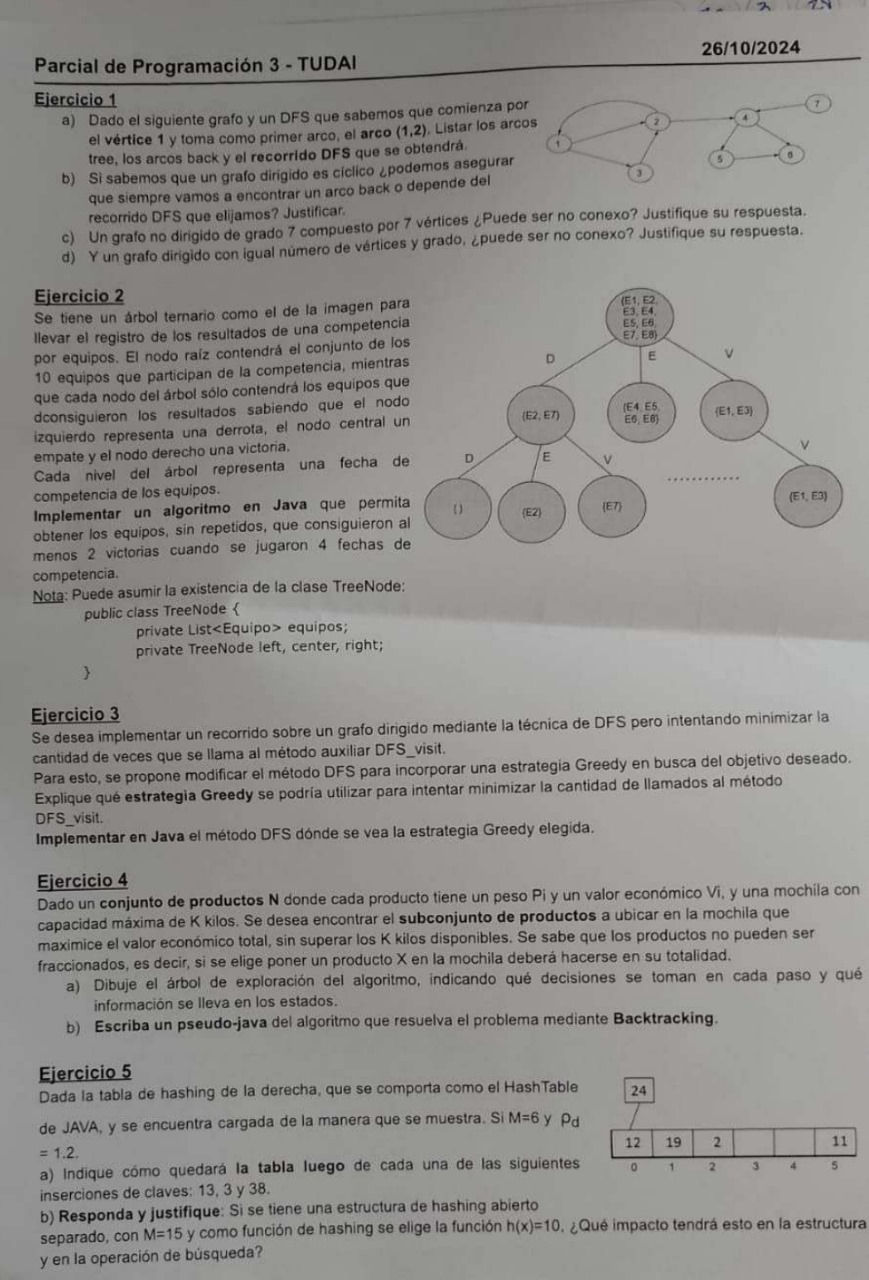 26/10/2024
Parcial de Programación 3 - TUDAI
Ejercicio 1
a) Dado el siguiente grafo y un DFS que sabemos que comienza por
el vértice 1 y toma como primer arco, el arco (1,2). Listar los arcos
tree, los arcos back y el recorrido DFS que se obtendrá.
b) Si sabemos que un grafo dirigido es cíclico ¿podemos asegurar
que siempre vamos a encontrar un arco back o depende del
recorrido DFS que elijamos? Justificar.
c) Un grafo no dirigido de grado 7 compuesto por 7 vértices ¿Puede ser no conexo? Justifique su respuesta.
d) Y un grafo dirigido con igual número de vértices y grado, ¿puede ser no conexo? Justifique su respuesta.
1
2
3
4
5
6
7
Ejercicio 2
Se tiene un árbol ternario como el de la imagen para
llevar el registro de los resultados de una competencia
por equipos. El nodo raíz contendrá el conjunto de los
10 equipos que participan de la competencia, mientras
que cada nodo del árbol sólo contendrá los equipos que
dconsiguieron los resultados sabiendo que el nodo
izquierdo representa una derrota, el nodo central un
empate y el nodo derecho una victoria.
Cada nivel del árbol representa una fecha de
competencia de los equipos.
Implementar un algoritmo en Java que permita
obtener los equipos, sin repetidos, que consiguieron al
menos 2 victorias cuando se jugaron 4 fechas de
competencia.
Nota: Puede asumir la existencia de la clase TreeNode:
public class TreeNode {
private List<Equipo> equipos;
private TreeNode left, center, right;
}
{E1, E2,
E3, E4,
E5, E6,
E7, E8}
D
E
V
{E2, E7}
{E4, E5,
E6, E8}
{E1, E3}
D
E
V
V
{ }
{E2}
{E7}
............
{E1, E3}
Ejercicio 3
Se desea implementar un recorrido sobre un grafo dirigido mediante la técnica de DFS pero intentando minimizar la
cantidad de veces que se llama al método auxiliar DFS_visit.
Para esto, se propone modificar el método DFS para incorporar una estrategia Greedy en busca del objetivo deseado.
Explique qué estrategia Greedy se podría utilizar para intentar minimizar la cantidad de llamados al método
DFS_visit.
Implementar en Java el método DFS dónde se vea la estrategia Greedy elegida.
Ejercicio 4
Dado un conjunto de productos N donde cada producto tiene un peso Pi y un valor económico Vi, y una mochila con
capacidad máxima de K kilos. Se desea encontrar el subconjunto de productos a ubicar en la mochila que
maximice el valor económico total, sin superar los K kilos disponibles. Se sabe que los productos no pueden ser
fraccionados, es decir, si se elige poner un producto X en la mochila deberá hacerse en su totalidad.
a) Dibuje el árbol de exploración del algoritmo, indicando qué decisiones se toman en cada paso y qué
información se lleva en los estados.
b) Escriba un pseudo-java del algoritmo que resuelva el problema mediante Backtracking.
Ejercicio 5
Dada la tabla de hashing de la derecha, que se comporta como el HashTable
de JAVA, y se encuentra cargada de la manera que se muestra. Si M=6 y ρd
= 1.2.
a) Indique cómo quedará la tabla luego de cada una de las siguientes
inserciones de claves: 13, 3 y 38.
b) Responda y justifique: Si se tiene una estructura de hashing abierto
separado, con M=15 y como función de hashing se elige la función h(x)=10, ¿Qué impacto tendrá esto en la estructura
y en la operación de búsqueda?
24
12 19 2 11
0 1 2 3 4 5